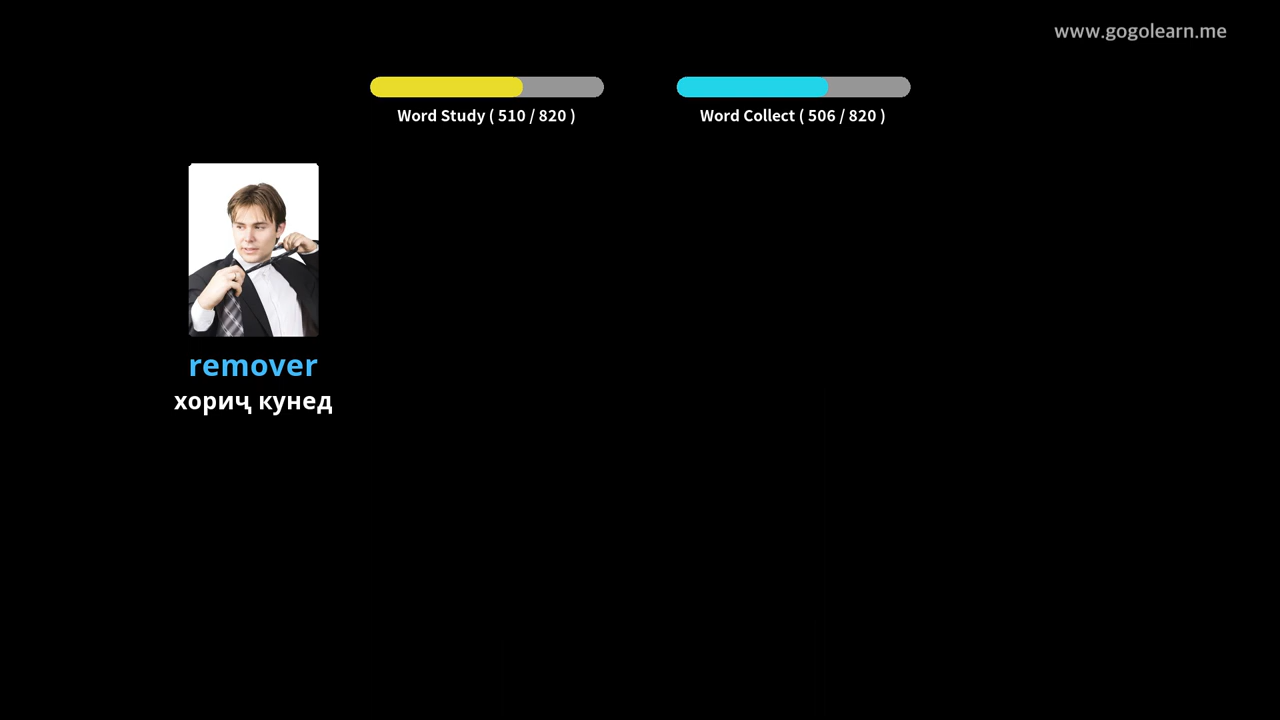 www.gogolearn.me
Word Study ( 510 / 820 )
Word Collect ( 506 / 820 )
remover
хориҷ кунед